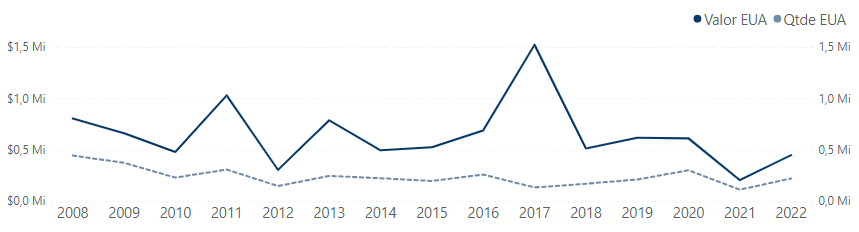 Valor EUA Qtde EUA
$1,5 Mi 1,5 Mi
$1,0 Mi 1,0 Mi
$0,5 Mi 0,5 Mi
$0,0 Mi 0,0 Mi
2008 2009 2010 2011 2012 2013 2014 2015 2016 2017 2018 2019 2020 2021 2022